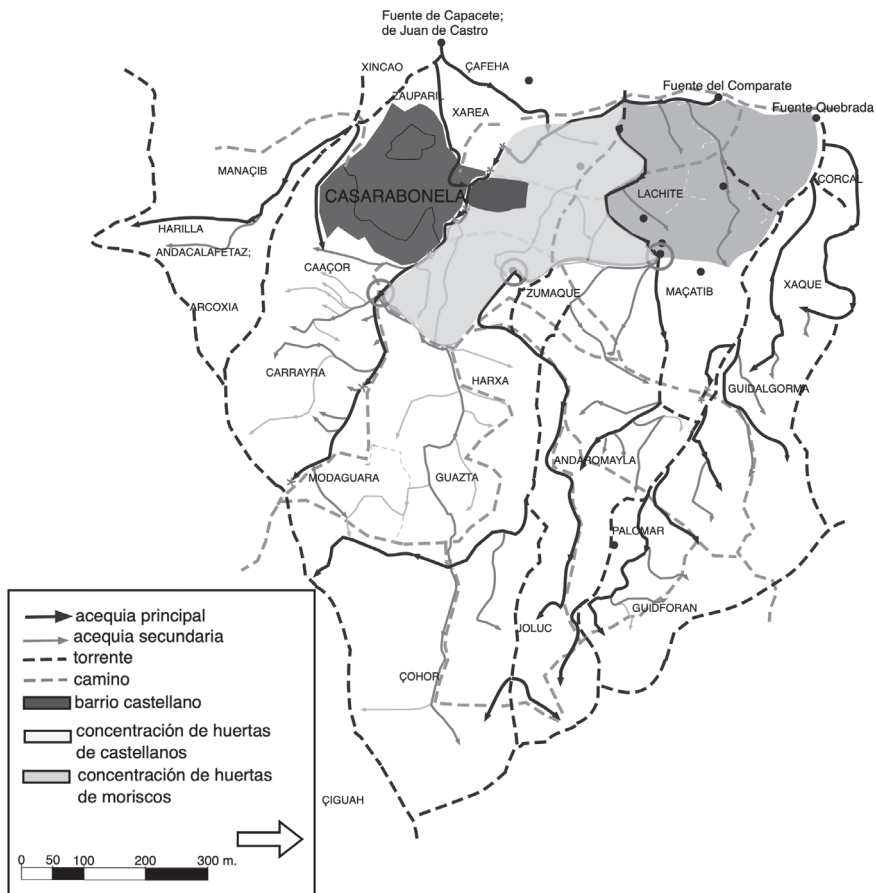 Fuente de Capacete;
de Juan de Castro
XINCAO
ÇAFEHA
ZAUPARIL
XAREA
Fuente del Comparate
Fuente Quebrada
MANAÇIB
CORCAL
CASARABONELA
LACHITE
HARILLA
ANDACALAFETAZ;
CAAÇOR
ZUMAQUE
MAÇATIB
XAQUE
ARCOXIA
CARRAYRA
HARXA
GUIDALGORMA
MODAGUARA
GUAZTA
ANDAROMAYLA
PALOMAR
GUIDFORAN
JOLUC
ÇOHOR
ÇIGUAH
acequia principal
acequia secundaria
torrente
camino
barrio castellano
concentración de huertas
de castellanos
concentración de huertas
de moriscos
0 50 100 200 300 m.